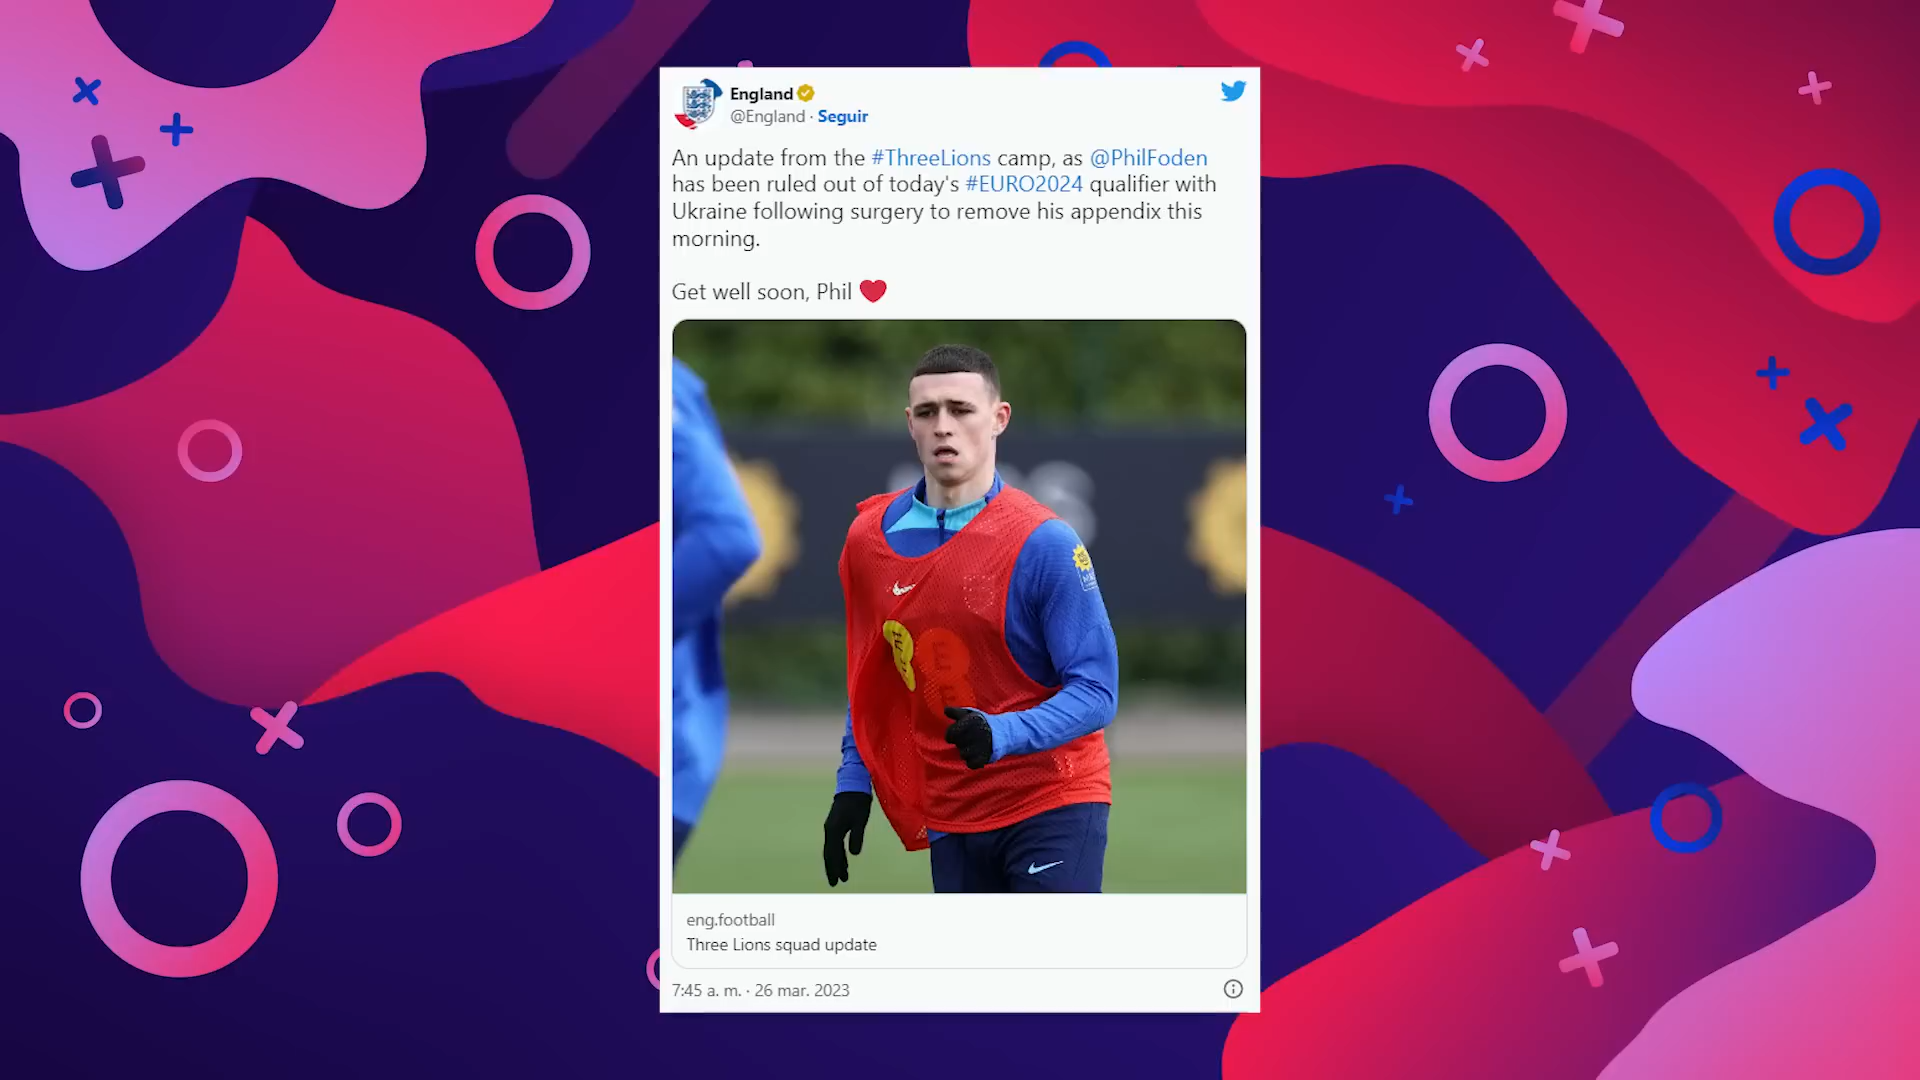 England
@England · Seguir
An update from the #ThreeLions camp, as @PhilFoden
has been ruled out of today's #EURO2024 qualifier with
Ukraine following surgery to remove his appendix this
morning.
Get well soon, Phil ❤️
eng.football
Three Lions squad update
7:45 a. m. · 26 mar. 2023